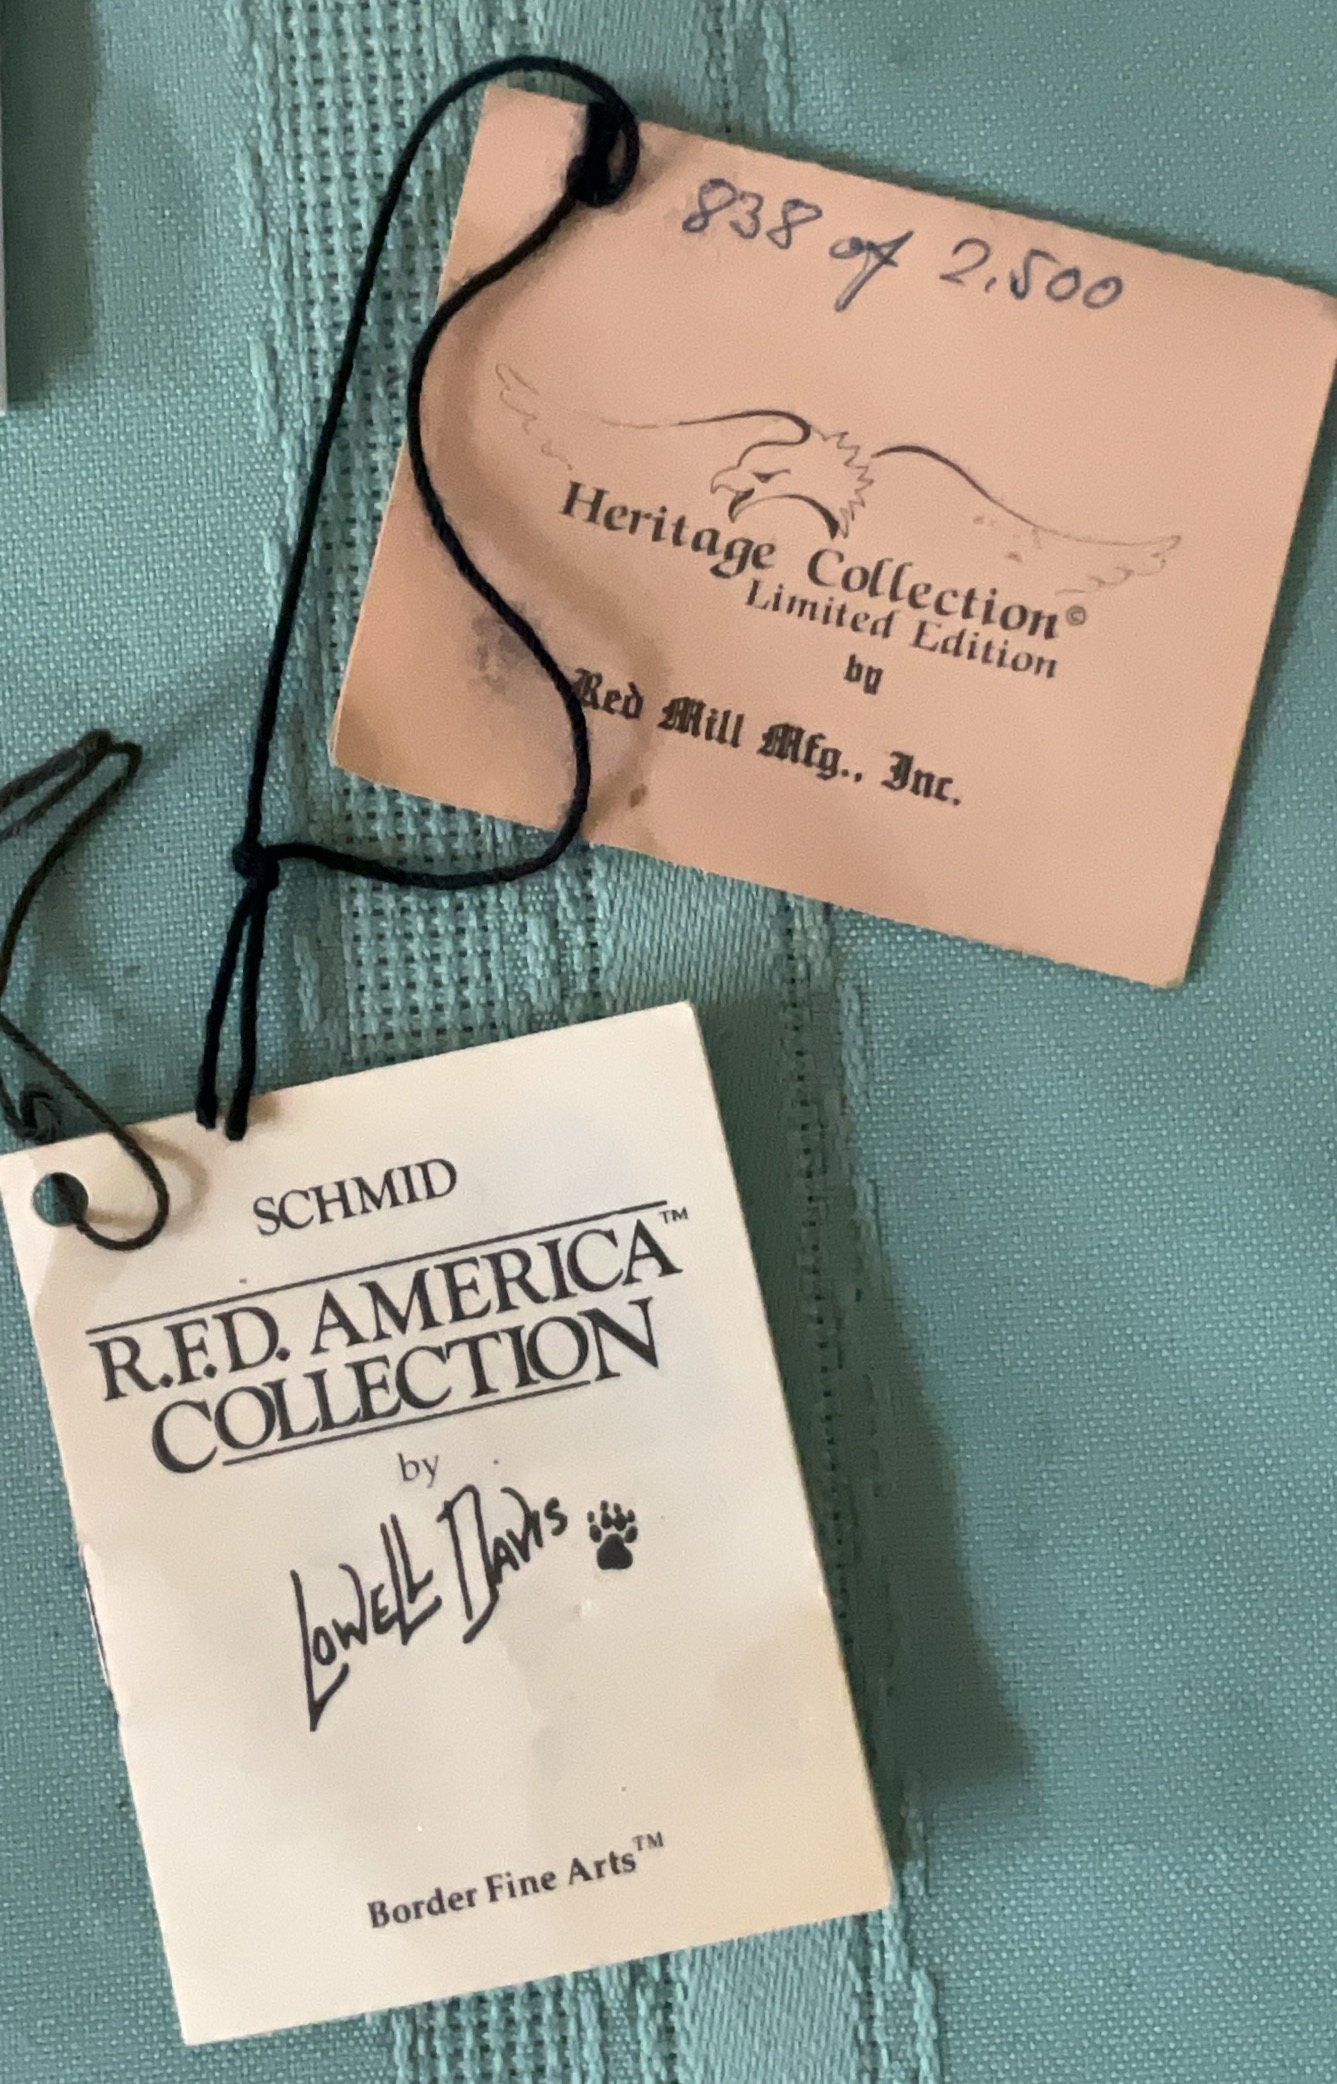 838 of 2,500
Heritage Collection©
Limited Edition
by
Red Mill Mfg., Inc.
SCHMID
R.F.D. AMERICA™
COLLECTION
by
LOWELL DAVIS
Border Fine Arts™